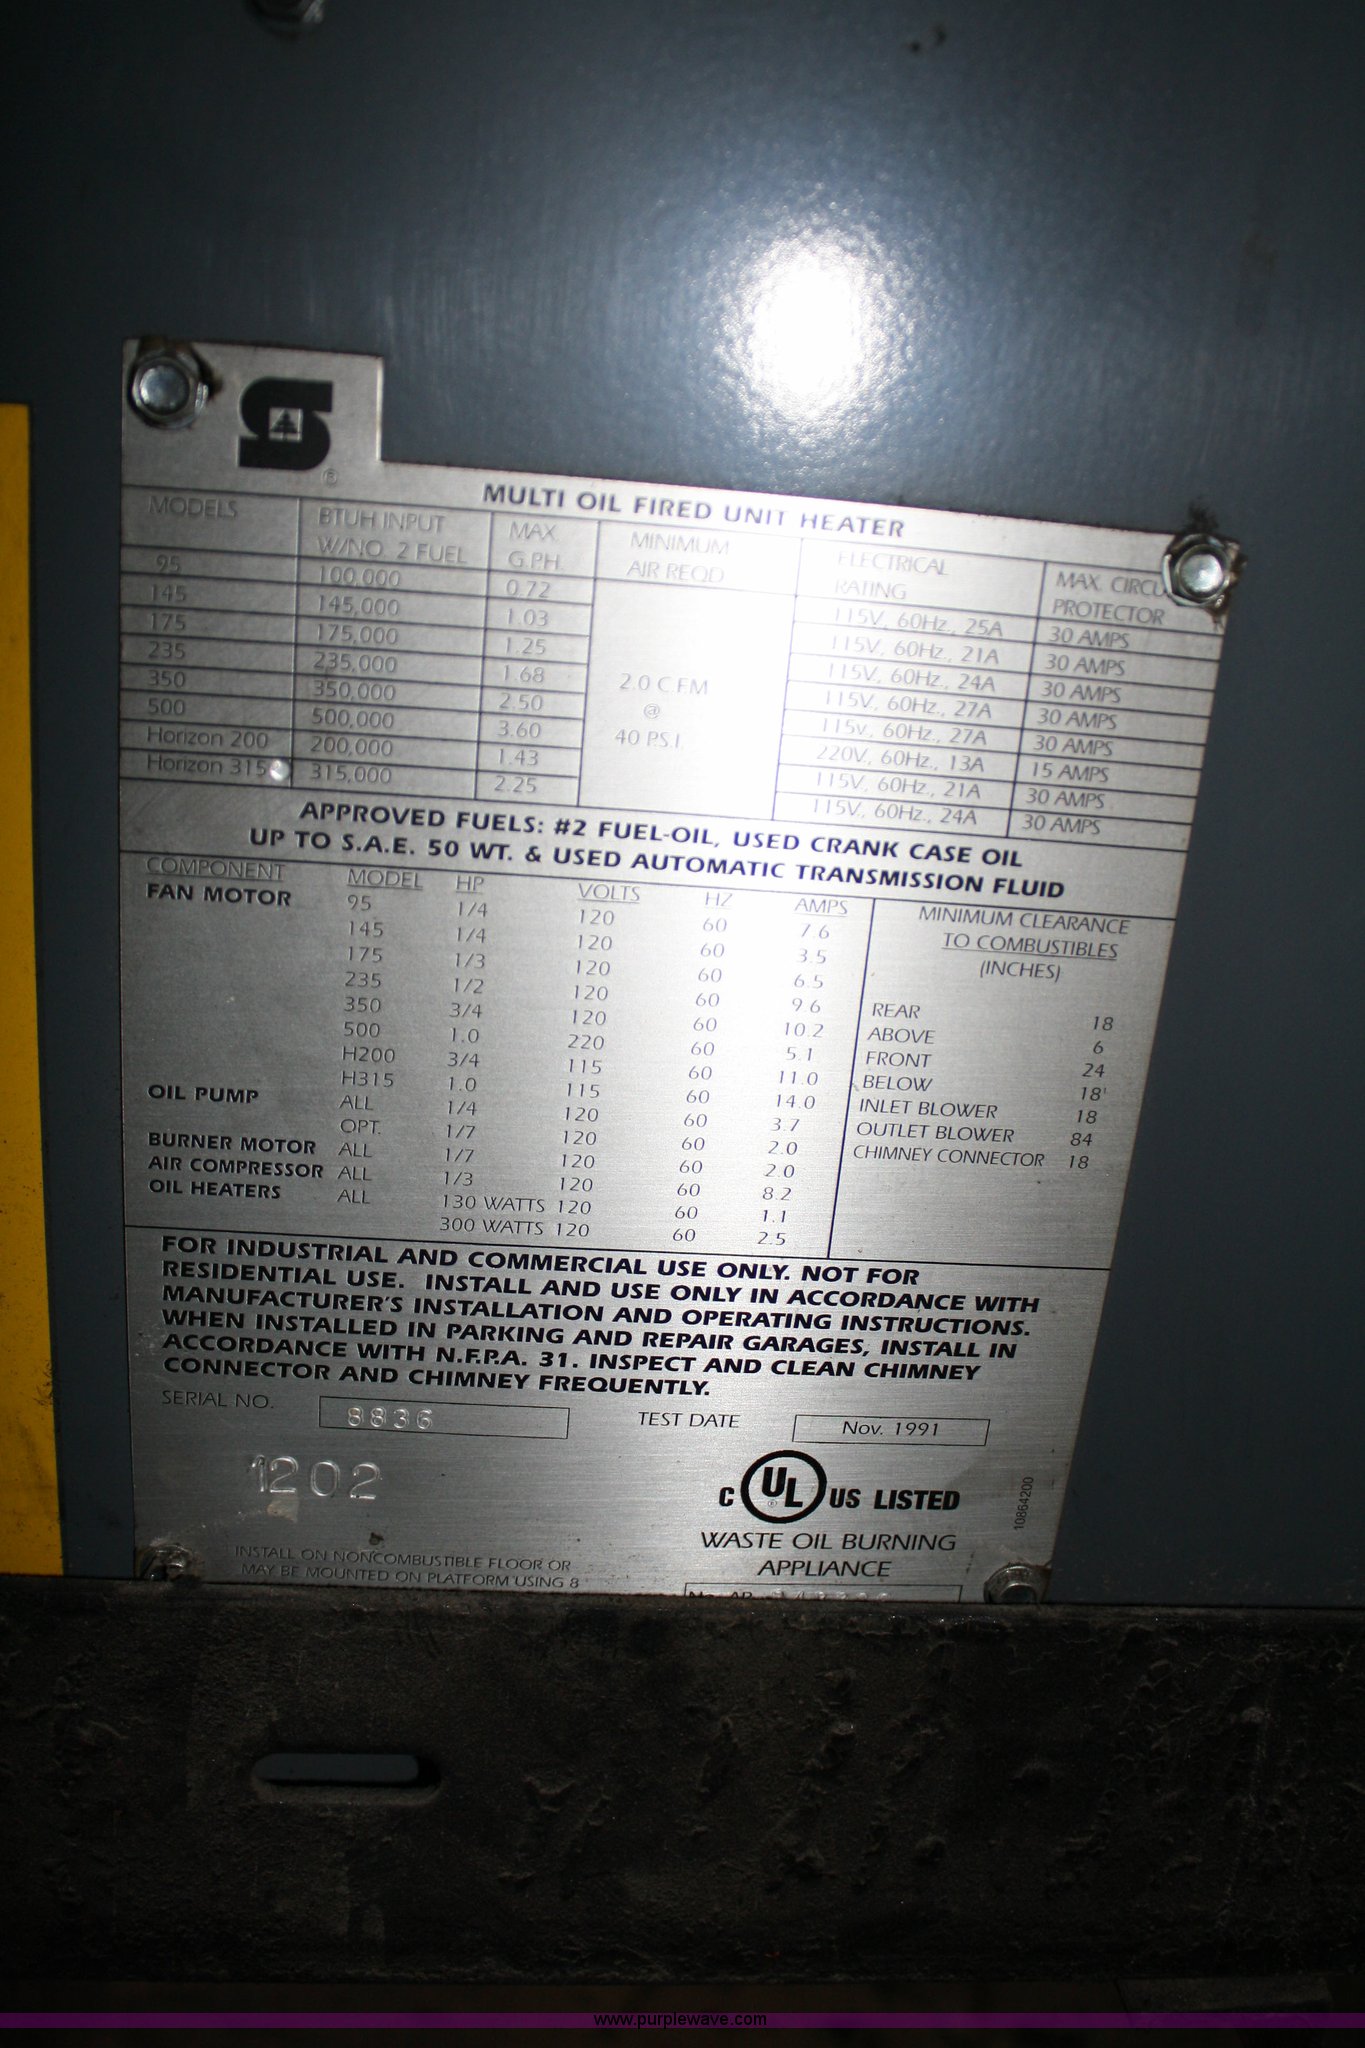 ®
MULTI OIL FIRED UNIT HEATER
MODELS BTUH INPUT W/NO. 2 FUEL MAX. G.P.H. MINIMUM AIR REQD ELECTRICAL RATING MAX. CIRCU PROTECTOR
95 100,000 0.72 115V, 60Hz., 25A 30 AMPS
145 145,000 1.03 115V, 60Hz., 21A 30 AMPS
175 175,000 1.25 115V, 60Hz., 24A 30 AMPS
235 235,000 1.68 115V, 60Hz., 27A 30 AMPS
350 350,000 2.50 115v, 60Hz., 27A 30 AMPS
500 500,000 3.60 220V, 60Hz., 13A 15 AMPS
Horizon 200 200,000 1.43 115V, 60Hz., 21A 30 AMPS
Horizon 315 315,000 2.25 115V, 60Hz., 24A 30 AMPS
2.0 C.F.M
@
40 P.S.I.
APPROVED FUELS: #2 FUEL-OIL, USED CRANK CASE OIL
UP TO S.A.E. 50 WT. & USED AUTOMATIC TRANSMISSION FLUID
COMPONENT MODEL HP VOLTS HZ AMPS
FAN MOTOR 95 1/4 120 60 7.6
145 1/4 120 60 3.5
175 1/3 120 60 6.5
235 1/2 120 60 9.6
350 3/4 120 60 10.2
500 1.0 220 60 5.1
H200 3/4 115 60 11.0
H315 1.0 115 60 14.0
OIL PUMP ALL 1/4 120 60 3.7
OPT. 1/7 120 60 2.0
BURNER MOTOR ALL 1/7 120 60 2.0
AIR COMPRESSOR ALL 1/3 120 60 8.2
OIL HEATERS ALL 130 WATTS 120 60 1.1
300 WATTS 120 60 2.5
MINIMUM CLEARANCE
TO COMBUSTIBLES
(INCHES)
REAR 18
ABOVE 6
FRONT 24
BELOW 18'
INLET BLOWER 18
OUTLET BLOWER 84
CHIMNEY CONNECTOR 18
FOR INDUSTRIAL AND COMMERCIAL USE ONLY. NOT FOR
RESIDENTIAL USE. INSTALL AND USE ONLY IN ACCORDANCE WITH
MANUFACTURER'S INSTALLATION AND OPERATING INSTRUCTIONS.
WHEN INSTALLED IN PARKING AND REPAIR GARAGES, INSTALL IN
ACCORDANCE WITH N.F.P.A. 31. INSPECT AND CLEAN CHIMNEY
CONNECTOR AND CHIMNEY FREQUENTLY.
SERIAL NO. 8836 TEST DATE Nov. 1991
1202
C UL® US LISTED
10864200
WASTE OIL BURNING
APPLIANCE
INSTALL ON NONCOMBUSTIBLE FLOOR OR
MAY BE MOUNTED ON PLATFORM USING 8
www.purplewave.com